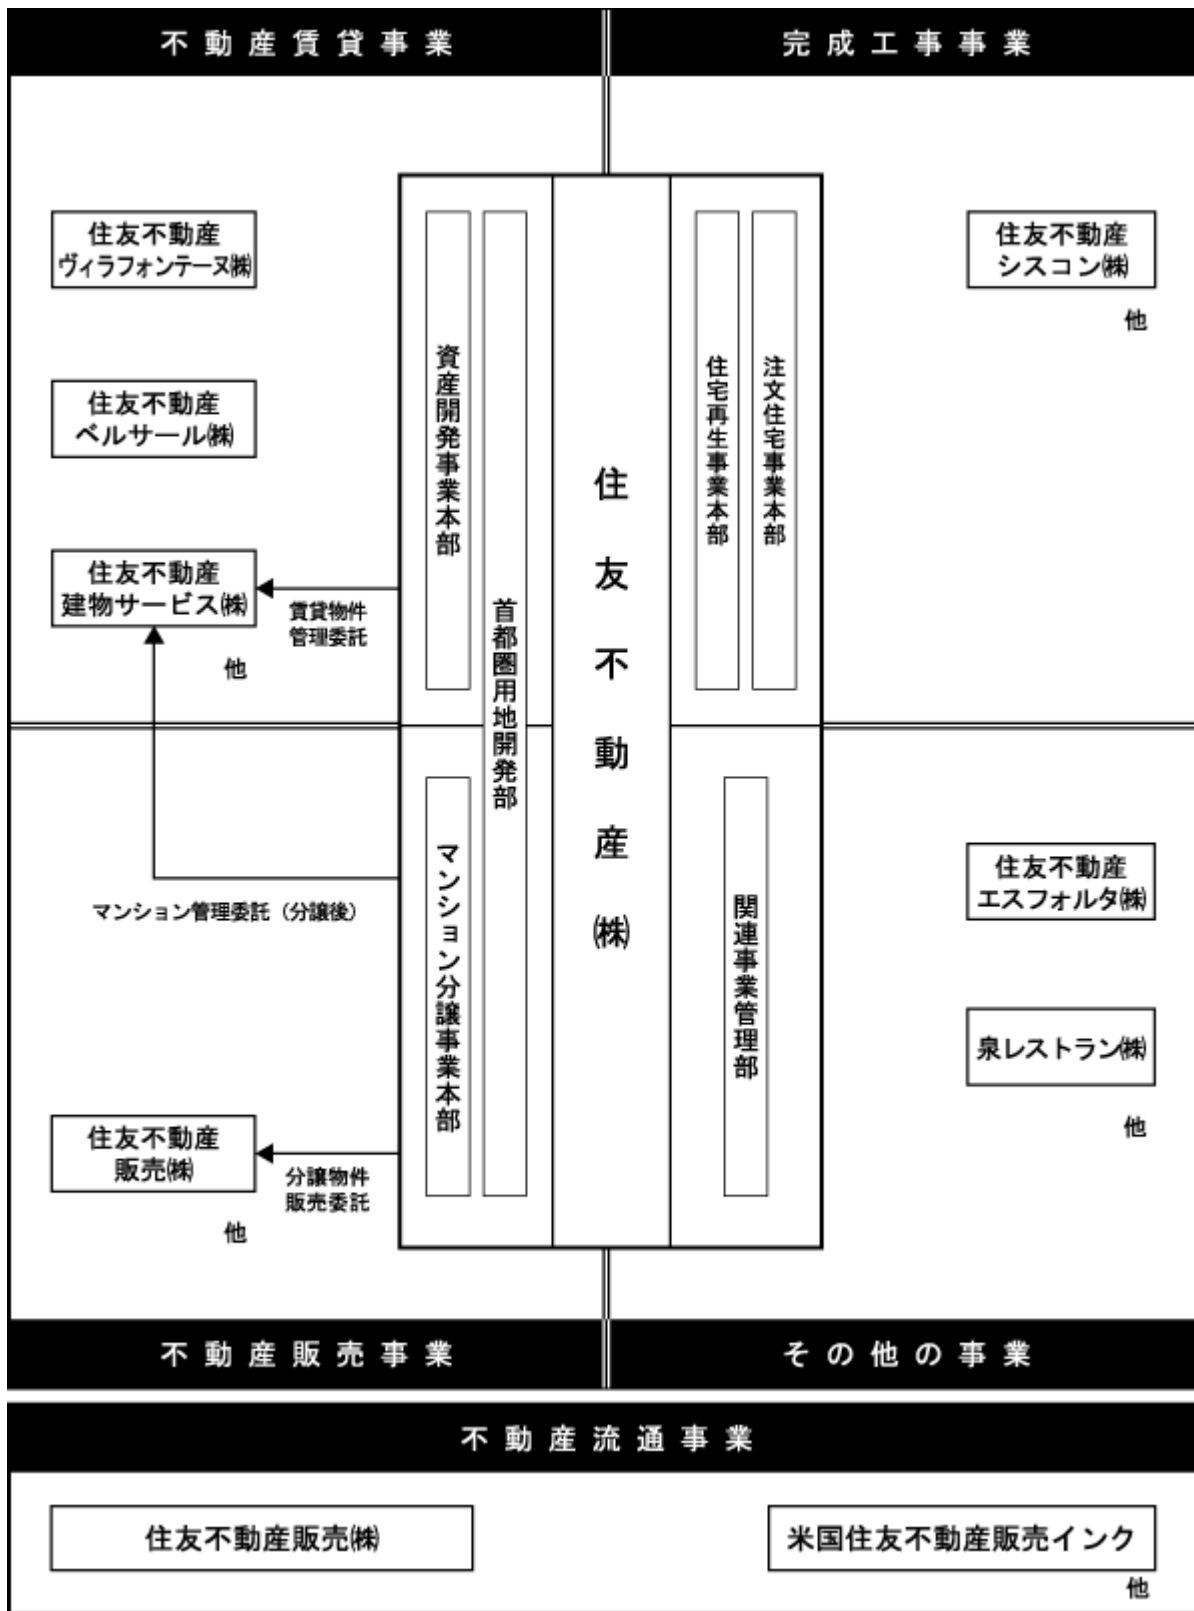 不動産賃貸事業
完成工事事業
住友不動産
ヴィラフォンテーヌ㈱
住友不動産
ベルサール㈱
住友不動産
建物サービス㈱
他
賃貸物件
管理委託
資産開発事業本部
首都圏用地開発部
住友不動産㈱
住宅再生事業本部
注文住宅事業本部
住友不動産
シスコン㈱
他
マンション管理委託（分譲後）
マンション分譲事業本部
住友不動産
販売㈱
他
分譲物件
販売委託
関連事業管理部
住友不動産
エスフォルタ㈱
泉レストラン㈱
他
不動産販売事業
その他の事業
不動産流通事業
住友不動産販売㈱
米国住友不動産販売インク
他